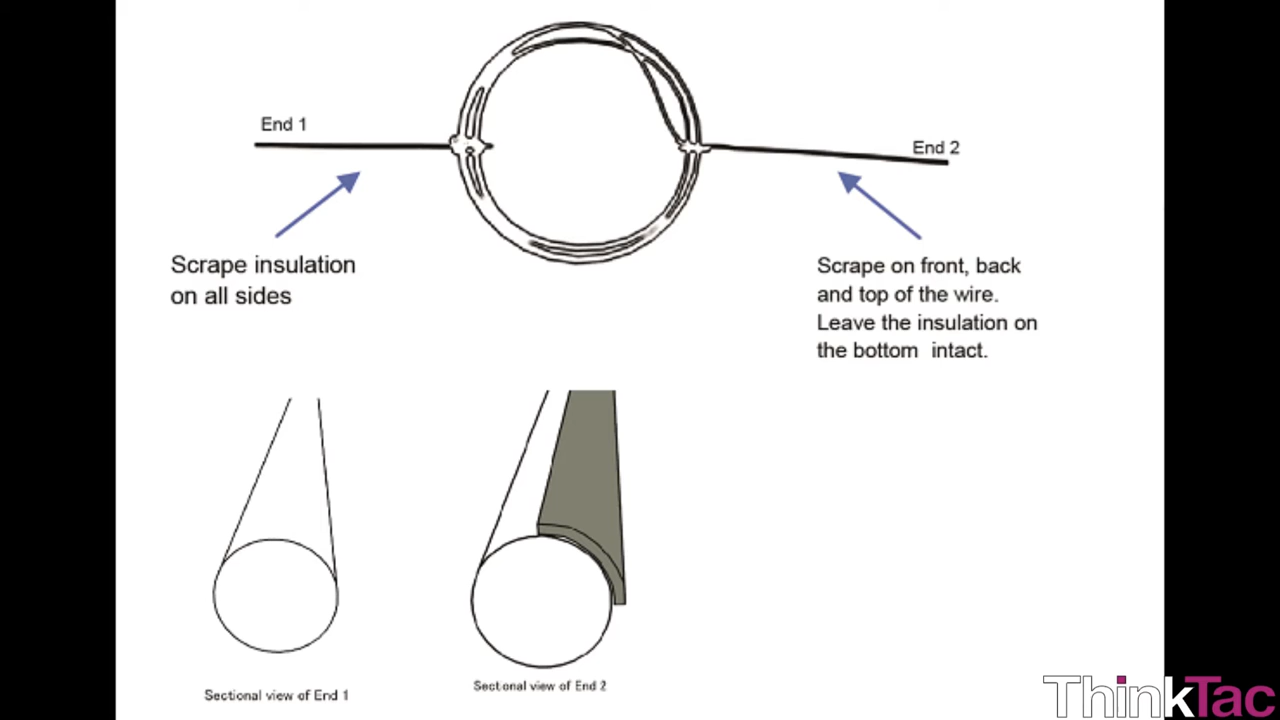 End 1
End 2
Scrape insulation
on all sides
Scrape on front, back
and top of the wire.
Leave the insulation on
the bottom intact.
Sectional view of End 1
Sectional view of End 2
ThinkTac